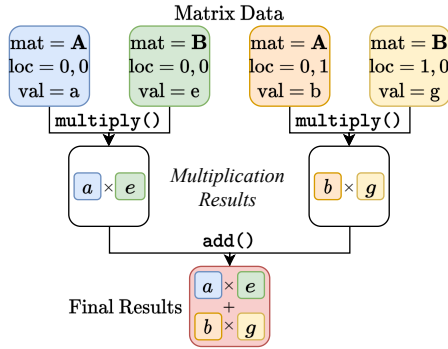 Matrix Data
mat = A
loc = 0, 0
val = a
mat = B
loc = 0, 0
val = e
mat = A
loc = 0, 1
val = b
mat = B
loc = 1, 0
val = g
multiply()
multiply()
a × e
Multiplication
Results
b × g
add()
Final Results
a × e
+
b × g